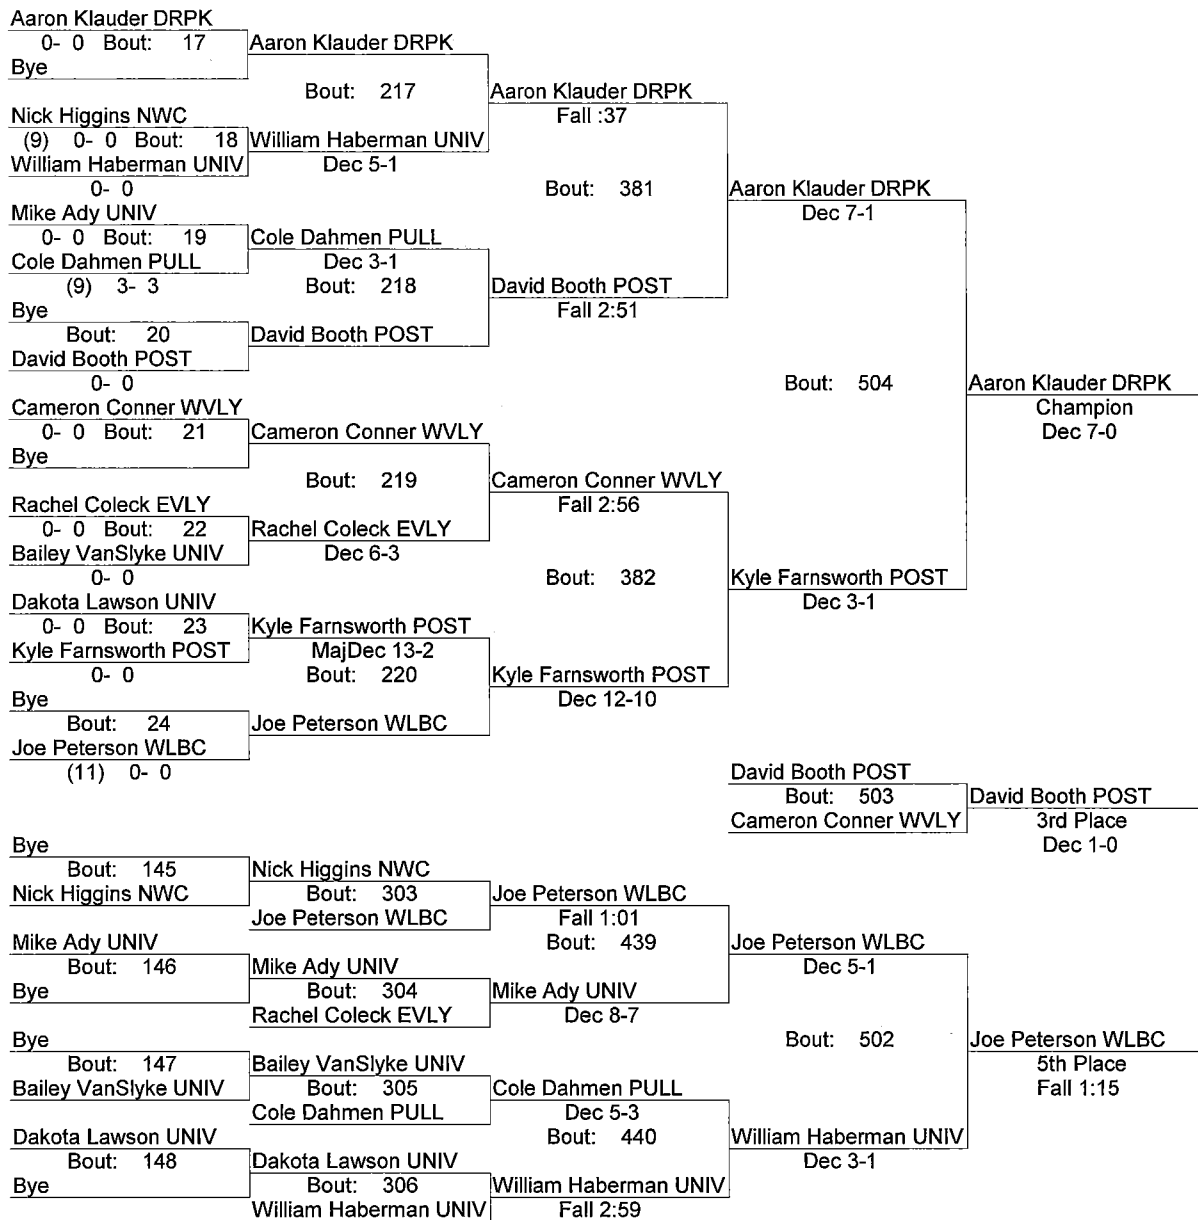 Aaron Klauder DRPK
0- 0 Bout: 17
Bye
Aaron Klauder DRPK
Bout: 217
Nick Higgins NWC
(9) 0- 0 Bout: 18
William Haberman UNIV
0- 0
William Haberman UNIV
Dec 5-1
Aaron Klauder DRPK
Fall :37
Bout: 381
Mike Ady UNIV
0- 0 Bout: 19
Cole Dahmen PULL
(9) 3- 3
Cole Dahmen PULL
Dec 3-1
Bout: 218
Bye
Bout: 20
David Booth POST
0- 0
David Booth POST
David Booth POST
Fall 2:51
Aaron Klauder DRPK
Dec 7-1
Bout: 504
Aaron Klauder DRPK
Champion
Dec 7-0
Cameron Conner WVLY
0- 0 Bout: 21
Bye
Cameron Conner WVLY
Bout: 219
Rachel Coleck EVLY
0- 0 Bout: 22
Bailey VanSlyke UNIV
0- 0
Rachel Coleck EVLY
Dec 6-3
Cameron Conner WVLY
Fall 2:56
Bout: 382
Dakota Lawson UNIV
0- 0 Bout: 23
Kyle Farnsworth POST
0- 0
Kyle Farnsworth POST
MajDec 13-2
Bout: 220
Bye
Bout: 24
Joe Peterson WLBC
(11) 0- 0
Joe Peterson WLBC
Kyle Farnsworth POST
Dec 12-10
Kyle Farnsworth POST
Dec 3-1
David Booth POST
Bout: 503
Cameron Conner WVLY
David Booth POST
3rd Place
Dec 1-0
Bye
Bout: 145
Nick Higgins NWC
Nick Higgins NWC
Bout: 303
Joe Peterson WLBC
Joe Peterson WLBC
Fall 1:01
Bout: 439
Mike Ady UNIV
Bout: 146
Bye
Mike Ady UNIV
Bout: 304
Rachel Coleck EVLY
Mike Ady UNIV
Dec 8-7
Joe Peterson WLBC
Dec 5-1
Bout: 502
Joe Peterson WLBC
5th Place
Fall 1:15
Bye
Bout: 147
Bailey VanSlyke UNIV
Bailey VanSlyke UNIV
Bout: 305
Cole Dahmen PULL
Cole Dahmen PULL
Dec 5-3
Bout: 440
Dakota Lawson UNIV
Bout: 148
Bye
Dakota Lawson UNIV
Bout: 306
William Haberman UNIV
William Haberman UNIV
Fall 2:59
William Haberman UNIV
Dec 3-1